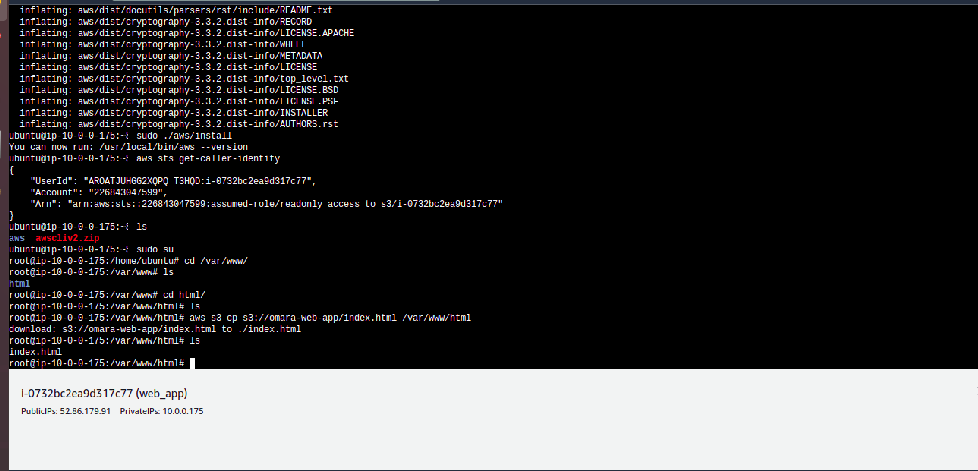 inflating: aws/dist/docutils/parsers/rst/include/README.txt
inflating: aws/dist/cryptography-3.3.2.dist-info/RECORD
inflating: aws/dist/cryptography-3.3.2.dist-info/LICENSE.APACHE
inflating: aws/dist/cryptography-3.3.2.dist-info/WHEEL
inflating: aws/dist/cryptography-3.3.2.dist-info/METADATA
inflating: aws/dist/cryptography-3.3.2.dist-info/LICENSE
inflating: aws/dist/cryptography-3.3.2.dist-info/top_level.txt
inflating: aws/dist/cryptography-3.3.2.dist-info/LICENSE.BSD
inflating: aws/dist/cryptography-3.3.2.dist-info/LICENSE.PSF
inflating: aws/dist/cryptography-3.3.2.dist-info/INSTALLER
inflating: aws/dist/cryptography-3.3.2.dist-info/AUTHORS.rst
ubuntu@ip-10-0-0-175:~$ sudo ./aws/install
You can now run: /usr/local/bin/aws --version
ubuntu@ip-10-0-0-175:~$ aws sts get-caller-identity
{
"UserId": :i-0732bc2ea9d317c77",
"Account": "226843047599",
"Arn": "arn:aws:sts::226843047599:assumed-role/readonly access to s3/i-0732bc2ea9d317c77"
}
ubuntu@ip-10-0-0-175:~$ ls
aws awscliv2.zip
ubuntu@ip-10-0-0-175:~$ sudo su
root@ip-10-0-0-175:/home/ubuntu# cd /var/www/
root@ip-10-0-0-175:/var/www# ls
html
root@ip-10-0-0-175:/var/www# cd html/
root@ip-10-0-0-175:/var/www/html# ls
root@ip-10-0-0-175:/var/www/html# aws s3 cp s3://omara-web-app/index.html /var/www/html
download: s3://omara-web-app/index.html to ./index.html
root@ip-10-0-0-175:/var/www/html# ls
index.html
root@ip-10-0-0-175:/var/www/html#
i-0732bc2ea9d317c77 (web_app)
PublicIPs: 52.86.179.91 PrivateIPs: 10.0.0.175